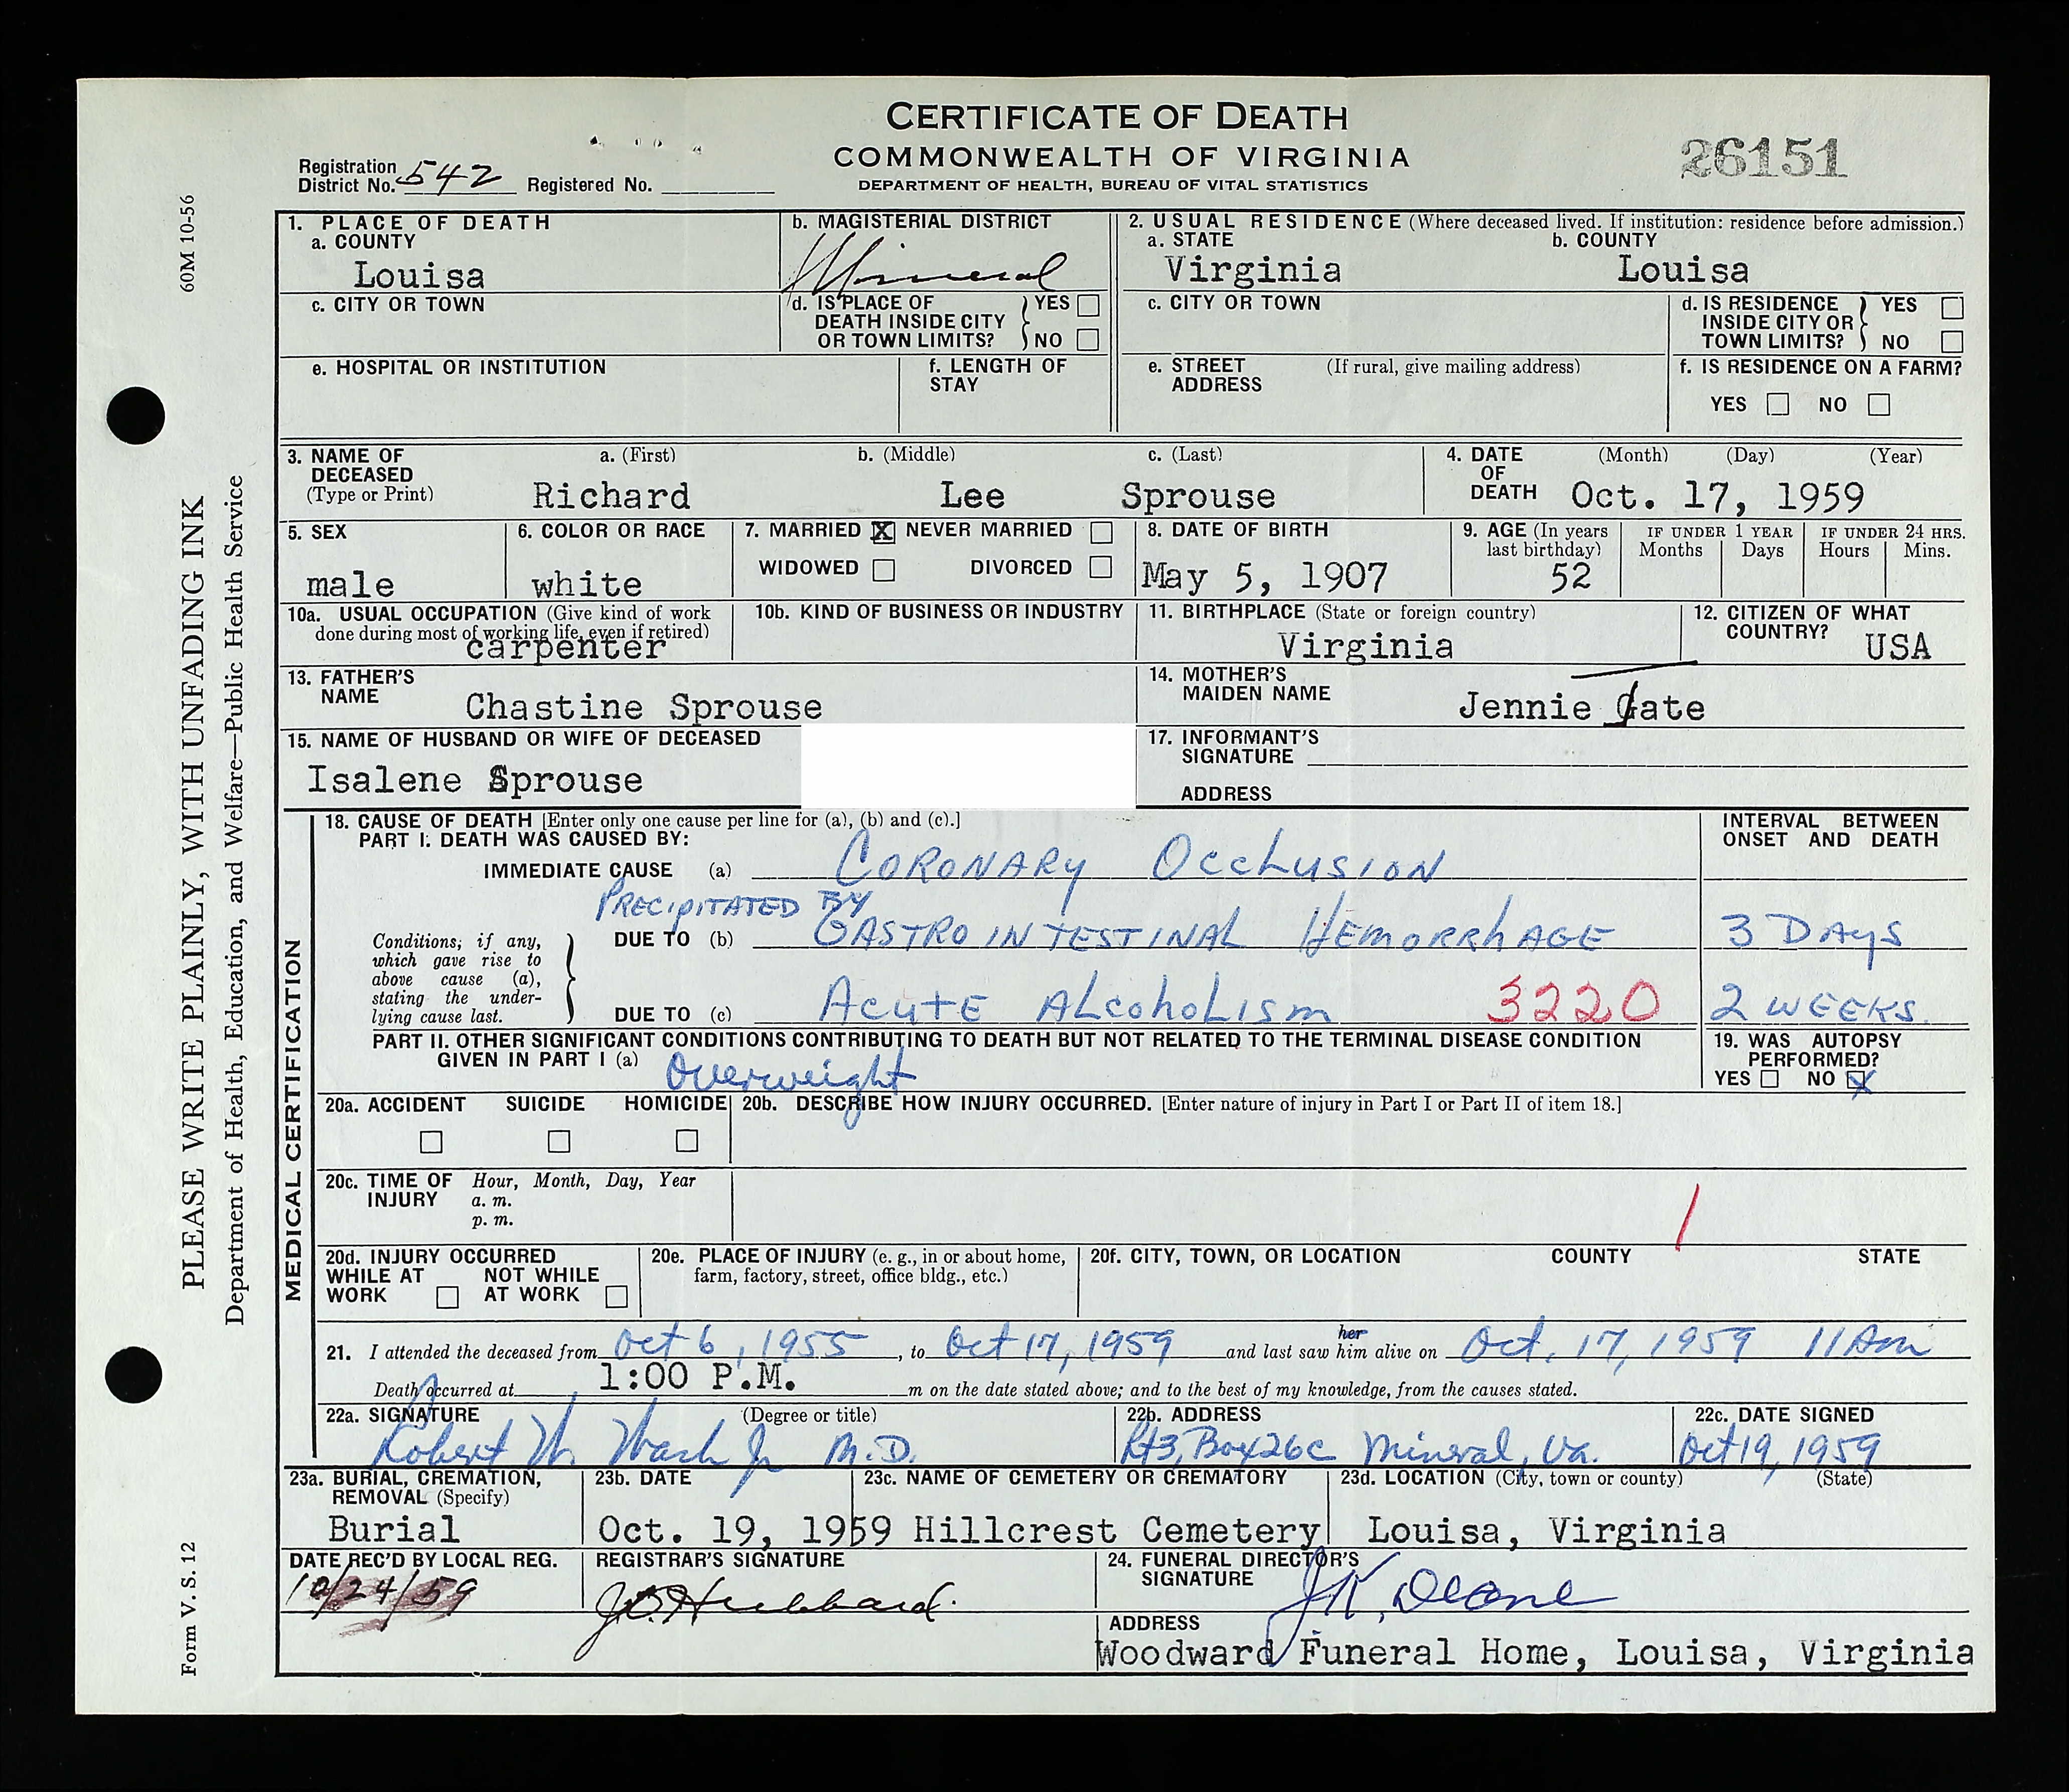 CERTIFICATE OF DEATH
COMMONWEALTH OF VIRGINIA
DEPARTMENT OF HEALTH, BUREAU OF VITAL STATISTICS
26151
Registration District No. 542 Registered No.
60M 10-56
PLEASE WRITE PLAINLY, WITH UNFADING INK
Department of Health, Education, and Welfare—Public Health Service
Form V. S. 12
1. PLACE OF DEATH
a. COUNTY
Louisa
b. MAGISTERIAL DISTRICT
Mineral
2. USUAL RESIDENCE (Where deceased lived. If institution: residence before admission.)
a. STATE b. COUNTY
Virginia Louisa
c. CITY OR TOWN
d. IS PLACE OF DEATH INSIDE CITY OR TOWN LIMITS? YES NO
c. CITY OR TOWN
d. IS RESIDENCE INSIDE CITY OR TOWN LIMITS? YES NO
e. HOSPITAL OR INSTITUTION
f. LENGTH OF STAY
e. STREET ADDRESS (If rural, give mailing address)
f. IS RESIDENCE ON A FARM?
YES NO
3. NAME OF DECEASED (Type or Print)
a. (First) b. (Middle) c. (Last)
Richard Lee Sprouse
4. DATE OF DEATH (Month) (Day) (Year)
Oct. 17, 1959
5. SEX
male
6. COLOR OR RACE
white
7. MARRIED X NEVER MARRIED
WIDOWED DIVORCED
8. DATE OF BIRTH
May 5, 1907
9. AGE (In years last birthday)
52
IF UNDER 1 YEAR
Months Days
IF UNDER 24 HRS.
Hours Mins.
10a. USUAL OCCUPATION (Give kind of work done during most of working life, even if retired)
carpenter
10b. KIND OF BUSINESS OR INDUSTRY
11. BIRTHPLACE (State or foreign country)
Virginia
12. CITIZEN OF WHAT COUNTRY?
USA
13. FATHER'S NAME
Chastine Sprouse
14. MOTHER'S MAIDEN NAME
Jennie Gate
15. NAME OF HUSBAND OR WIFE OF DECEASED
Isalene Sprouse
17. INFORMANT'S SIGNATURE
ADDRESS
MEDICAL CERTIFICATION
18. CAUSE OF DEATH [Enter only one cause per line for (a), (b) and (c).]
PART I. DEATH WAS CAUSED BY:
INTERVAL BETWEEN ONSET AND DEATH
IMMEDIATE CAUSE (a) CORONARY OccLUSION
PRECIPITATED BY
Conditions, if any, which gave rise to above cause (a), stating the underlying cause last.
DUE TO (b) GASTROINTESTINAL HEMORRhAGE 3 DAYS
DUE TO (c) ACUTE ALCOhOLISM 3220 2 WEEKS.
PART II. OTHER SIGNIFICANT CONDITIONS CONTRIBUTING TO DEATH BUT NOT RELATED TO THE TERMINAL DISEASE CONDITION
GIVEN IN PART I (a) Overweight
19. WAS AUTOPSY PERFORMED?
YES NO X
20a. ACCIDENT SUICIDE HOMICIDE
20b. DESCRIBE HOW INJURY OCCURRED. [Enter nature of injury in Part I or Part II of item 18.]
20c. TIME OF INJURY Hour, Month, Day, Year
a. m.
p. m.
20d. INJURY OCCURRED
WHILE AT WORK NOT WHILE AT WORK
20e. PLACE OF INJURY (e. g., in or about home, farm, factory, street, office bldg., etc.)
20f. CITY, TOWN, OR LOCATION COUNTY STATE
21. I attended the deceased from Oct 6, 1955, to Oct 17, 1959 and last saw her him alive on Oct. 17, 1959 11 Am
Death occurred at 1:00 P.M. m on the date stated above; and to the best of my knowledge, from the causes stated.
22a. SIGNATURE (Degree or title)
Robert W. Wash Jr M.D.
22b. ADDRESS
Rt3, Box 26c Mineral, Va.
22c. DATE SIGNED
Oct 19, 1959
23a. BURIAL, CREMATION, REMOVAL (Specify)
Burial
23b. DATE
Oct. 19, 1959
23c. NAME OF CEMETERY OR CREMATORY
Hillcrest Cemetery
23d. LOCATION (City, town or county) (State)
Louisa, Virginia
DATE REC'D BY LOCAL REG.
10/24/59
REGISTRAR'S SIGNATURE
J.O. Hubbard.
24. FUNERAL DIRECTOR'S SIGNATURE
J.K. Deane
ADDRESS
Woodward Funeral Home, Louisa, Virginia